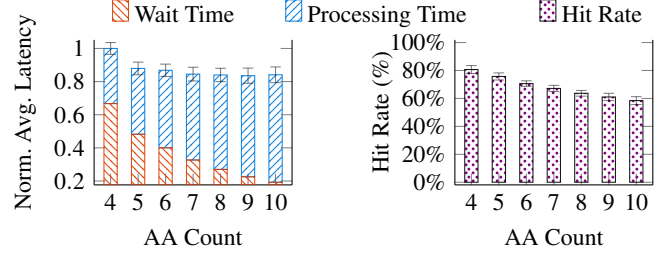 Wait Time Processing Time Hit Rate
Norm. Avg. Latency
1
0.8
0.6
0.4
0.2
4 5 6 7 8 9 10
AA Count
Hit Rate (%)
80%
60%
40%
20%
0%
4 5 6 7 8 9 10
AA Count